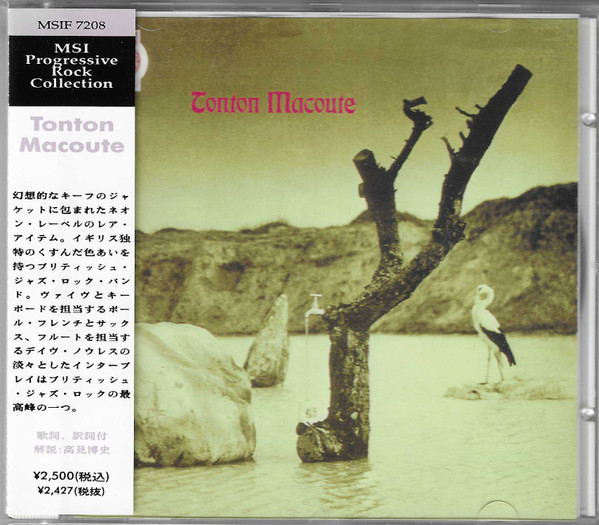 MSIF 7208
MSI
Progressive
Rock
Collection
Tonton
Macoute
幻想的なキーフのジャ
ケットに包まれたネオ
ン・レーベルのレア・
アイテム。イギリス独
特のくすんだ色あいを
持つブリティッシュ・
ジャズ・ロック・バン
ド。ヴァイヴとキー
ボードを担当するポー
ル・フレンチとサック
ス、フルートを担当す
るデイヴ・ノウレスの
淡々としたインタープ
レイはブリティッシュ
・ジャズ・ロックの最
高峰の一つ。
歌詞、訳詞付
解説:高見博史
¥2,500(税込)
¥2,427(税抜)
Tonton Macoute